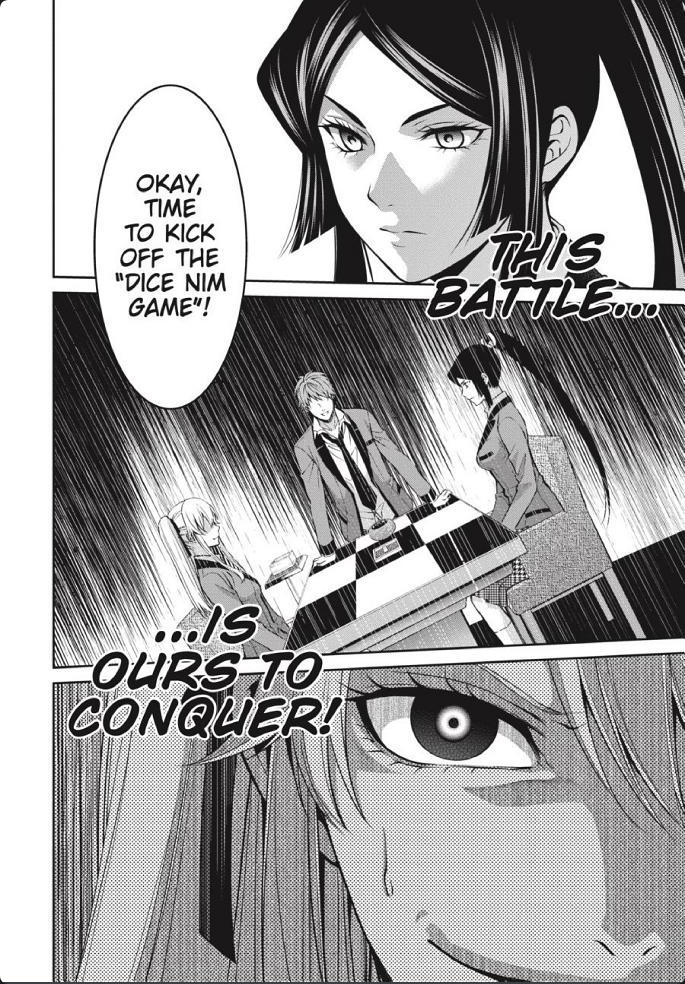 OKAY,
TIME
TO KICK
OFF THE
"DICE NIM
GAME"!
THIS
BATTLE...
...IS
OURS TO
CONQUER!